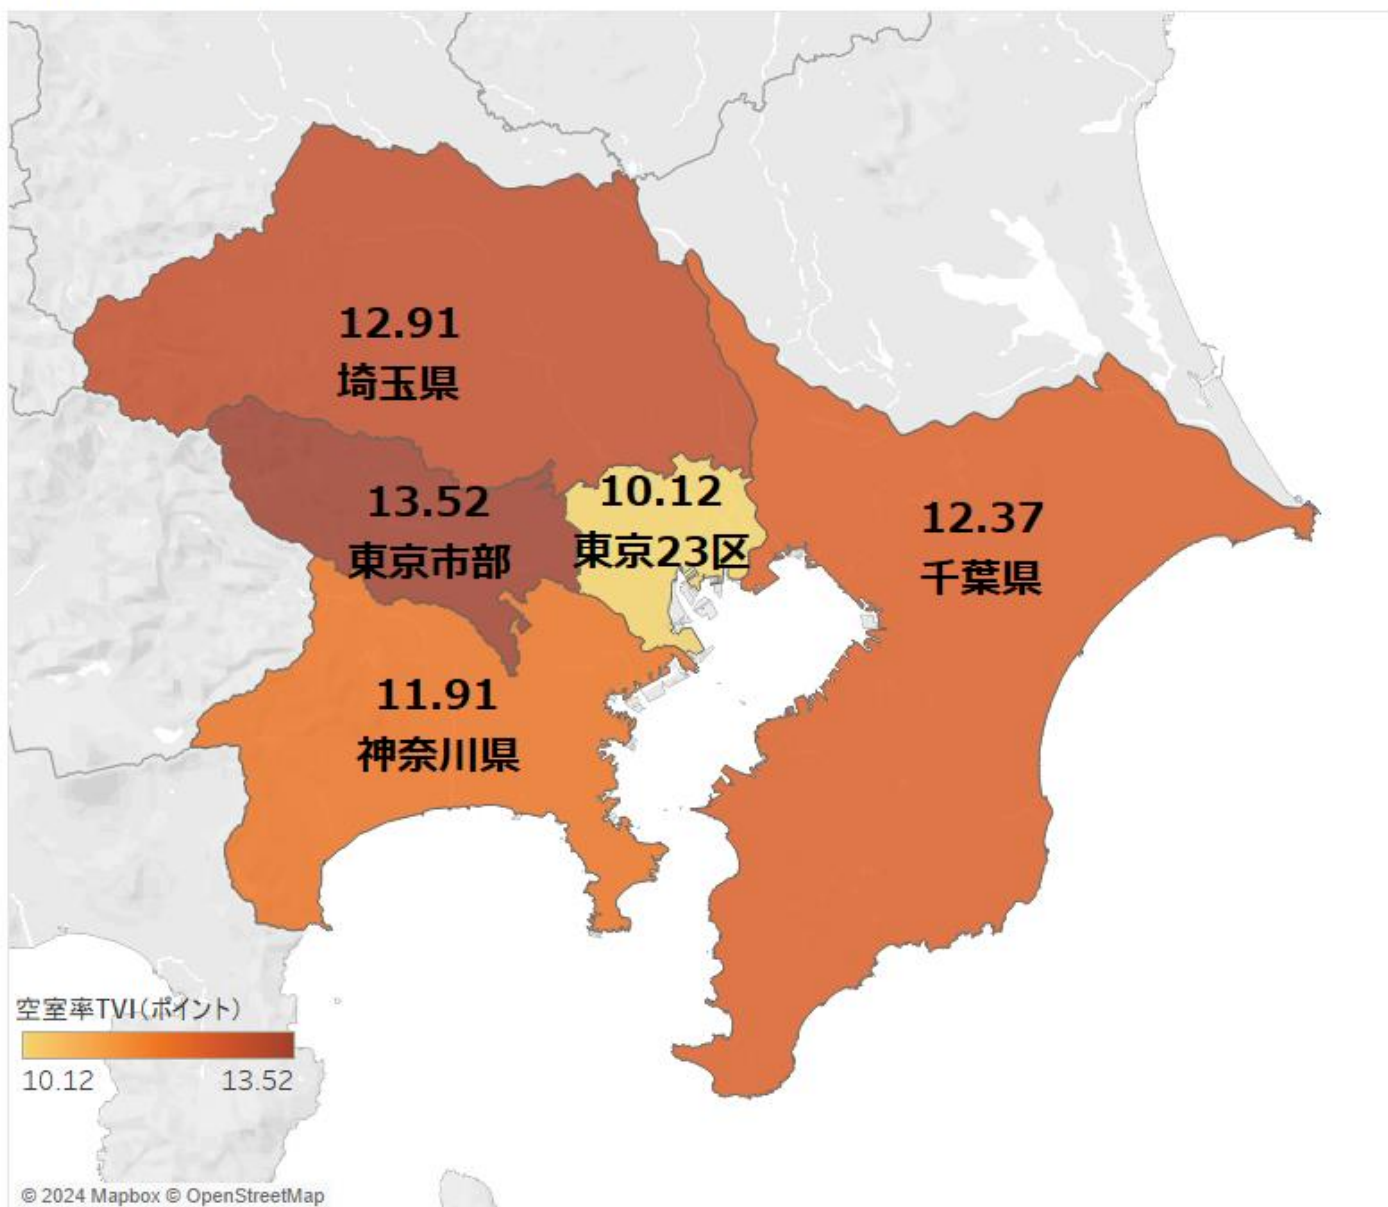 12.91
埼玉県
13.52
東京市部
10.12
東京23区
12.37
千葉県
11.91
神奈川県
空室率TVI(ポイント)
10.12 13.52
© 2024 Mapbox © OpenStreetMap